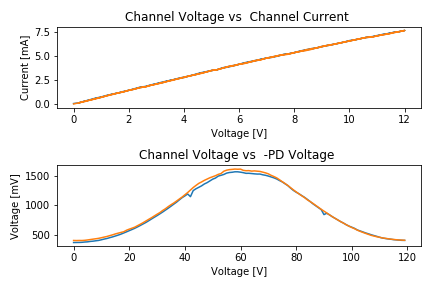 Channel Voltage vs  Channel Current
7.5
5.0
2.5
0.0
Current [mA]
0 2 4 6 8 10 12
Voltage [V]
Channel Voltage vs  -PD Voltage
1500
1000
500
Voltage [mV]
0 20 40 60 80 100 120
Voltage [V]